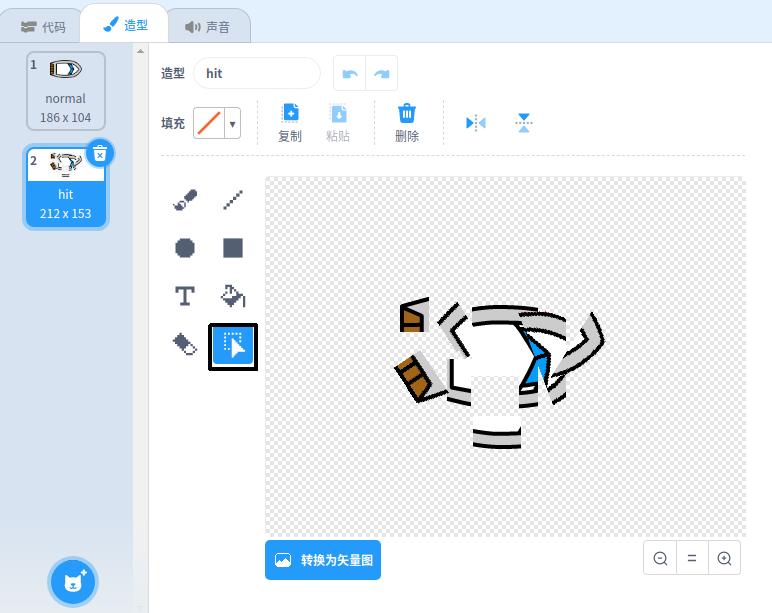 代码
造型
声音
1
normal
186 x 104
2
hit
212 x 153
造型
hit
填充
复制
粘贴
删除
T
转换为矢量图